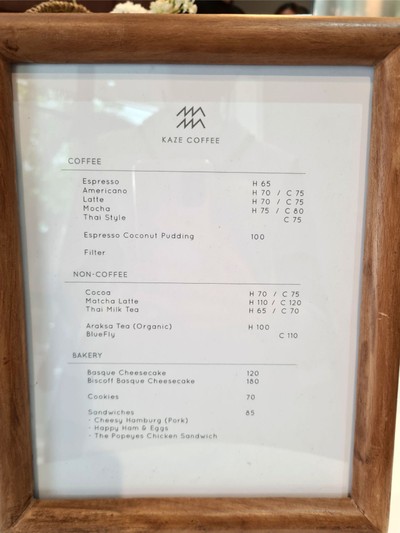 KAZE COFFEE
COFFEE
Espresso H 65
Americano H 70 / C 75
Latte H 70 / C 75
Mocha H 75 / C 80
Thai Style C 75
Espresso Coconut Pudding 100
Filter
NON-COFFEE
Cocoa H 70 / C 75
Matcha Latte H 110 / C 120
Thai Milk Tea H 65 / C 70
Araksa Tea (Organic) H 100
BlueFly C 110
BAKERY
Basque Cheesecake 120
Biscoff Basque Cheesecake 180
Cookies 70
Sandwiches 85
- Cheesy Hamburg (Pork)
- Happy Ham & Eggs
- The Popeyes Chicken Sandwich